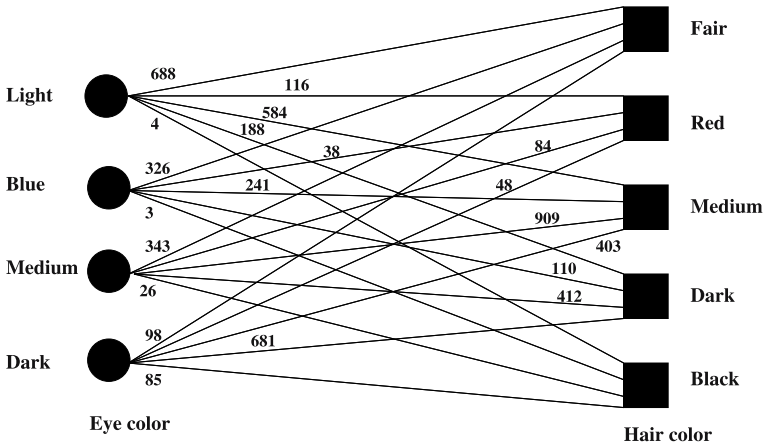 Fair
688
Light
116
584
4
188
Red
38
84
326
Blue
241
48
3
Medium
909
343
403
Medium
110
26
412
Dark
98
681
Dark
85
Black
Eye color
Hair color